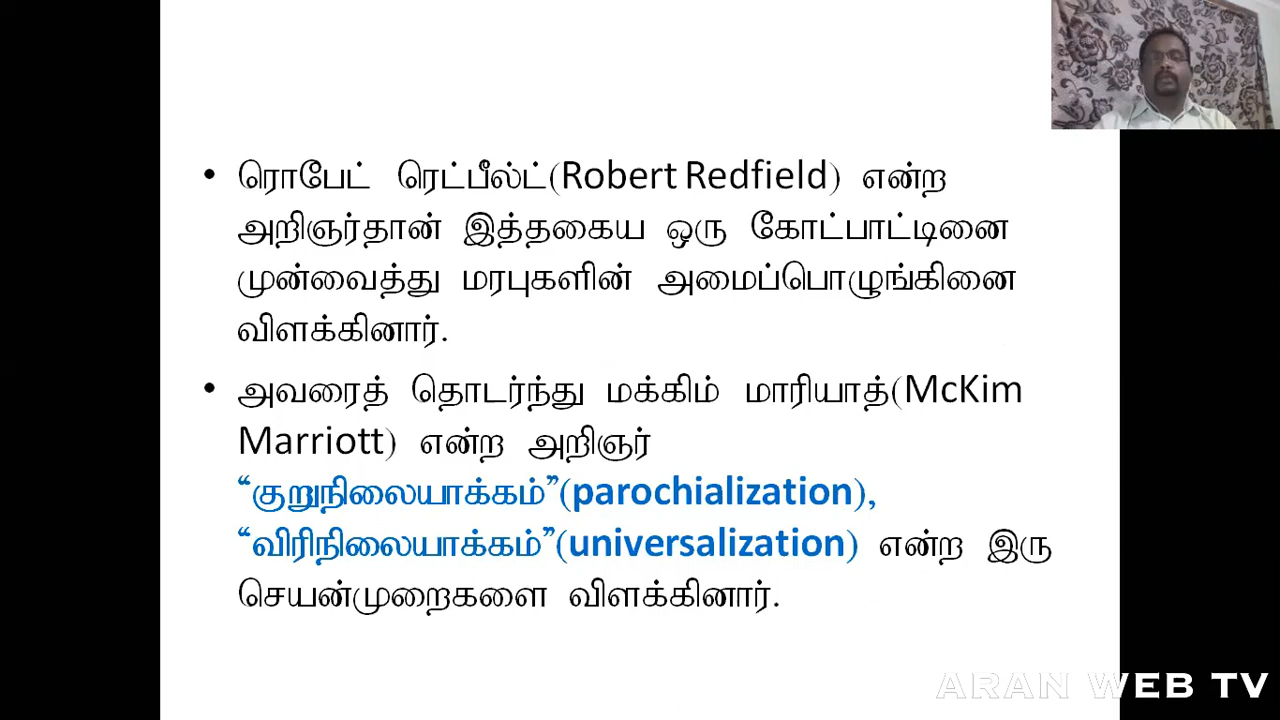 • ரொபேட் ரெட்பீல்ட்(Robert Redfield) என்ற
அறிஞர்தான் இத்தகைய ஒரு கோட்பாட்டினை
முன்வைத்து மரபுகளின் அமைப்பொழுங்கினை
விளக்கினார்.
• அவரைத் தொடர்ந்து மக்கிம் மாரியாத்(McKim
Marriott) என்ற அறிஞர்
“குறுநிலையாக்கம்”(parochialization),
“விரிநிலையாக்கம்”(universalization) என்ற இரு
செயன்முறைகளை விளக்கினார்.
ARAN WEB TV